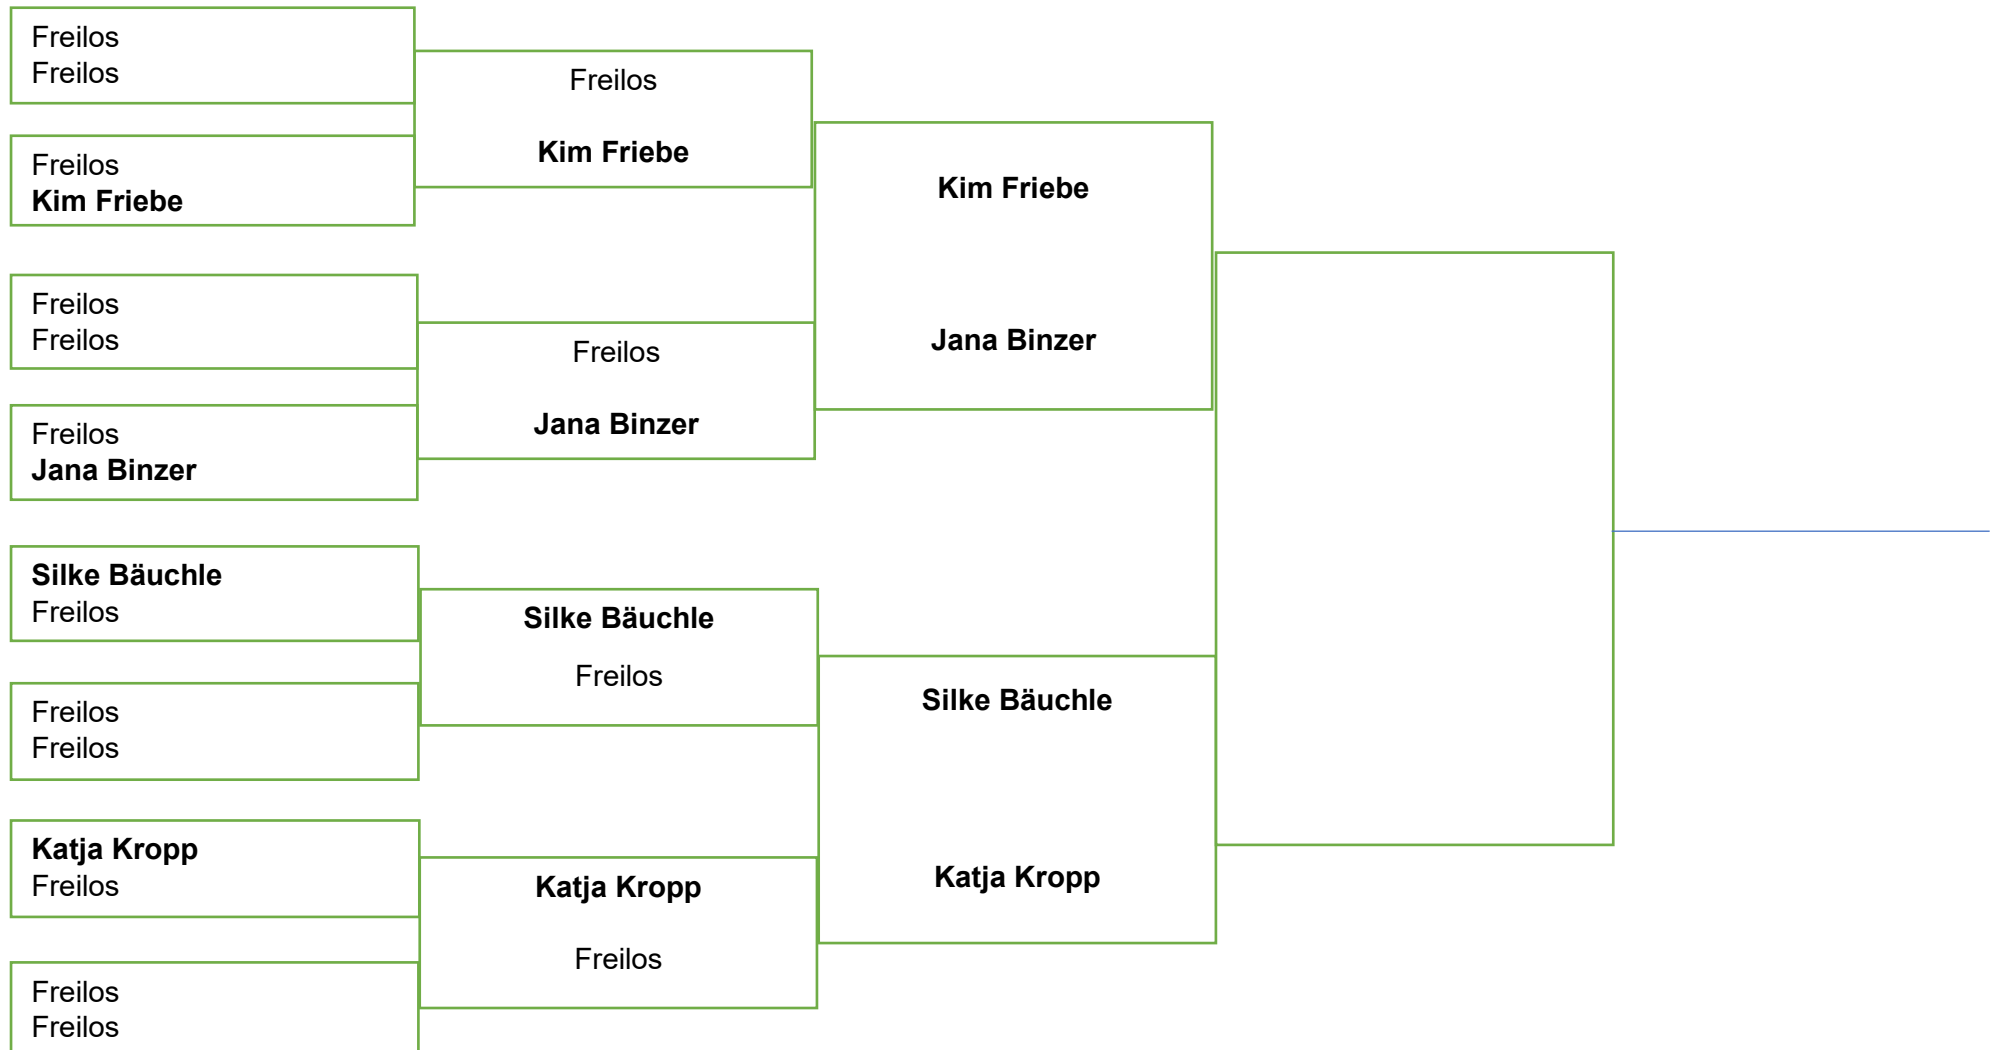 Freilos
Freilos
Freilos
Kim Friebe
Freilos
Freilos
Freilos
Jana Binzer
Silke Bäuchle
Freilos
Freilos
Freilos
Katja Kropp
Freilos
Freilos
Freilos
Freilos
Kim Friebe
Freilos
Jana Binzer
Silke Bäuchle
Freilos
Katja Kropp
Freilos
Kim Friebe
Jana Binzer
Silke Bäuchle
Katja Kropp